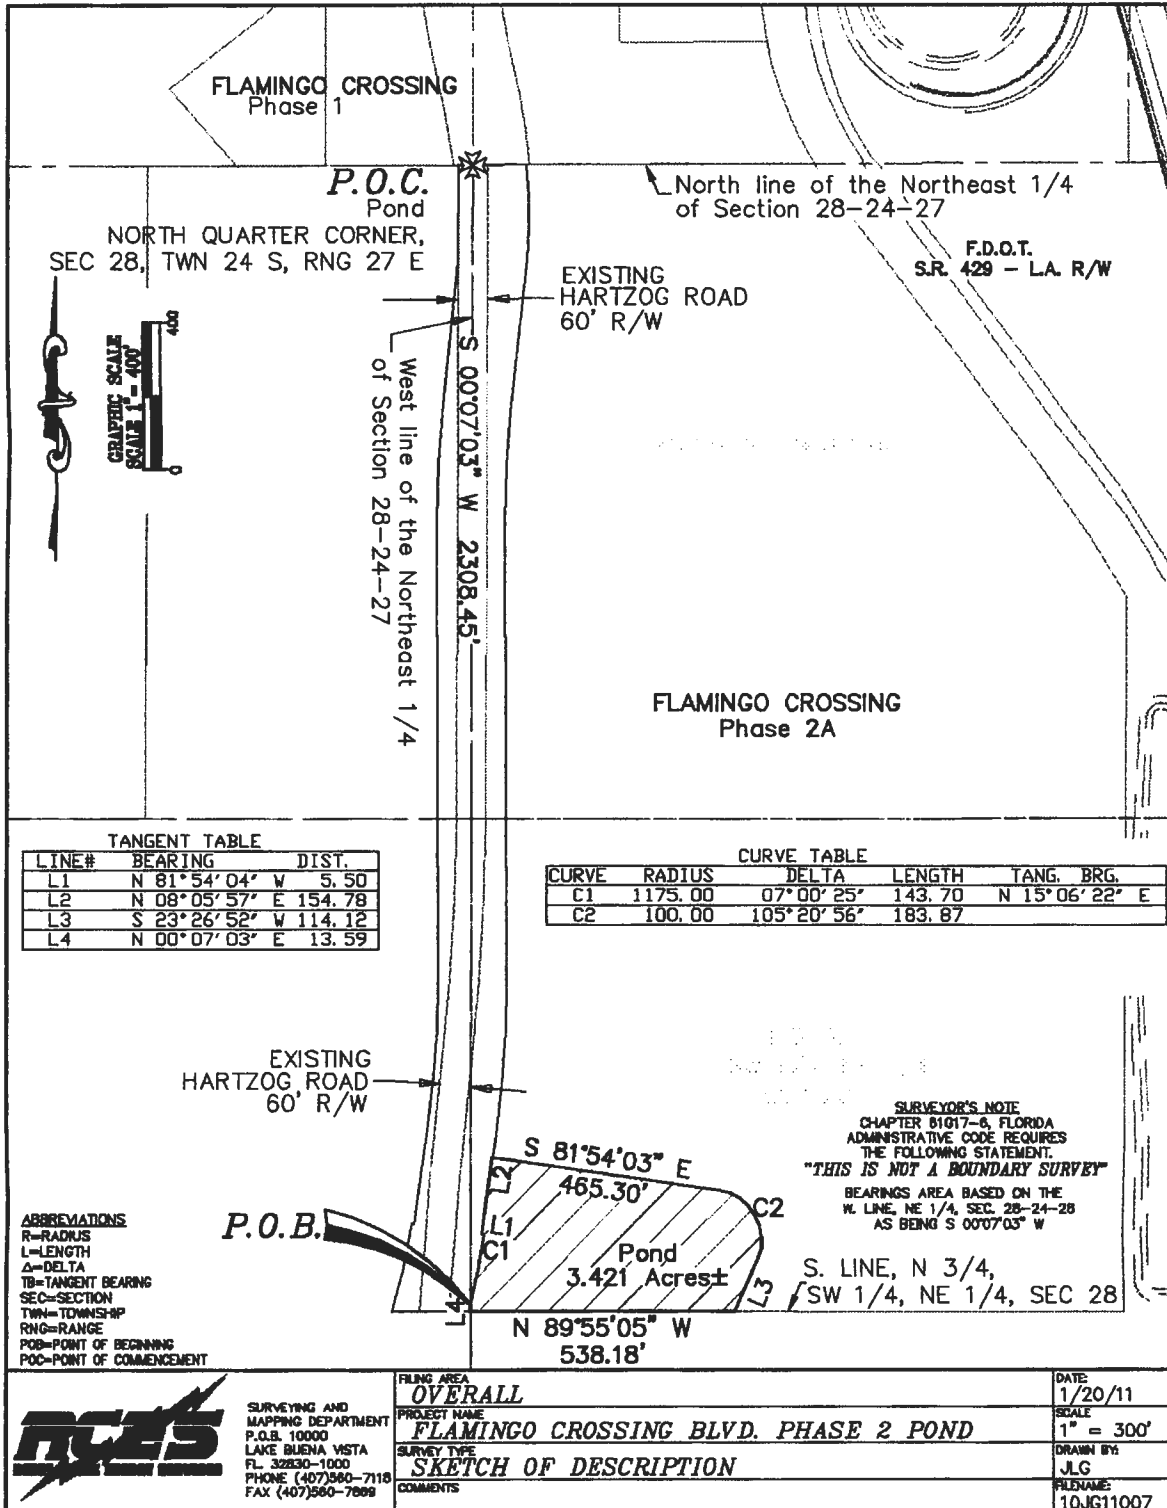 FLAMINGO CROSSING
Phase 1
P.O.C.
Pond
NORTH QUARTER CORNER,
SEC 28, TWN 24 S, RNG 27 E
North line of the Northeast 1/4
of Section 28-24-27
F.D.O.T.
S.R. 429 - L.A. R/W
EXISTING
HARTZOG ROAD
60' R/W
GRAPHIC SCALE
SCALE 1" = 400'
0
400
S 00°07'03" W 2308.45'
West line of the Northeast 1/4
of Section 28-24-27
FLAMINGO CROSSING
Phase 2A
TANGENT TABLE
LINE# BEARING DIST.
L1 N 81°54'04" W 5.50
L2 N 08°05'57" E 154.78
L3 S 23°26'52" W 114.12
L4 N 00°07'03" E 13.59
CURVE TABLE
CURVE RADIUS DELTA LENGTH TANG. BRG.
C1 1175.00 07°00'25" 143.70 N 15°06'22" E
C2 100.00 105°20'56" 183.87
EXISTING
HARTZOG ROAD
60' R/W
SURVEYOR'S NOTE
CHAPTER 61G17-6, FLORIDA
ADMINISTRATIVE CODE REQUIRES
THE FOLLOWING STATEMENT.
"THIS IS NOT A BOUNDARY SURVEY"
BEARINGS AREA BASED ON THE
W. LINE, NE 1/4, SEC. 28-24-28
AS BEING S 00°07'03" W
S 81°54'03" E
465.30'
L2
C2
L1
C1
P.O.B.
Pond
3.421 Acres±
L3
L4
S. LINE, N 3/4,
SW 1/4, NE 1/4, SEC 28
N 89°55'05" W
538.18'
ABBREVIATIONS
R=RADIUS
L=LENGTH
Δ=DELTA
TB=TANGENT BEARING
SEC=SECTION
TWN=TOWNSHIP
RNG=RANGE
POB=POINT OF BEGINNING
POC=POINT OF COMMENCEMENT
RCES
SURVEYING AND
MAPPING DEPARTMENT
P.O.B. 10000
LAKE BUENA VISTA
FL. 32830-1000
PHONE (407)560-7118
FAX (407)560-7869
FILING AREA
OVERALL
PROJECT NAME
FLAMINGO CROSSING BLVD. PHASE 2 POND
SURVEY TYPE
SKETCH OF DESCRIPTION
COMMENTS
DATE:
1/20/11
SCALE
1" = 300'
DRAWN BY:
JLG
FILENAME:
10JG11007